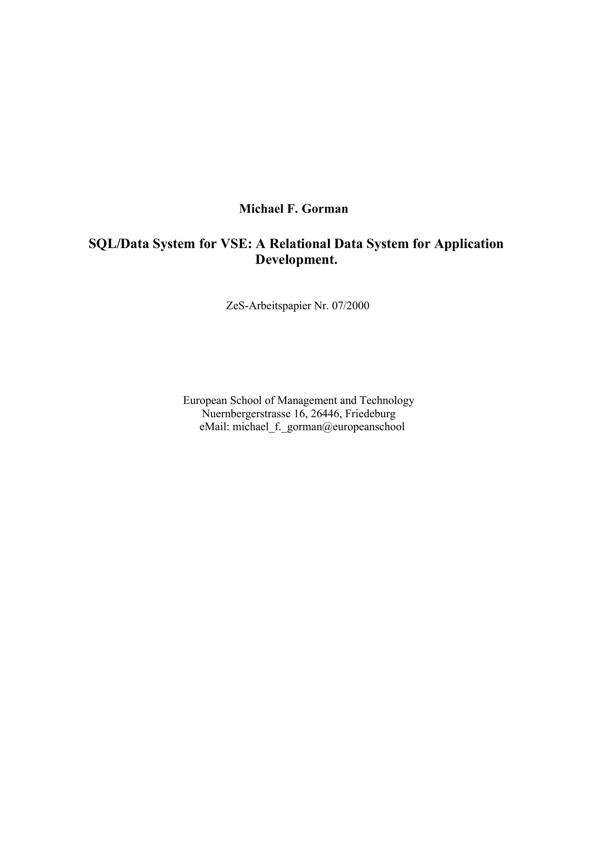 Michael F. Gorman
SQL/Data System for VSE: A Relational Data System for Application
Development.
ZeS-Arbeitspapier Nr. 07/2000
European School of Management and Technology
Nuernbergerstrasse 16, 26446, Friedeburg
eMail: michael_f._gorman@europeanschool